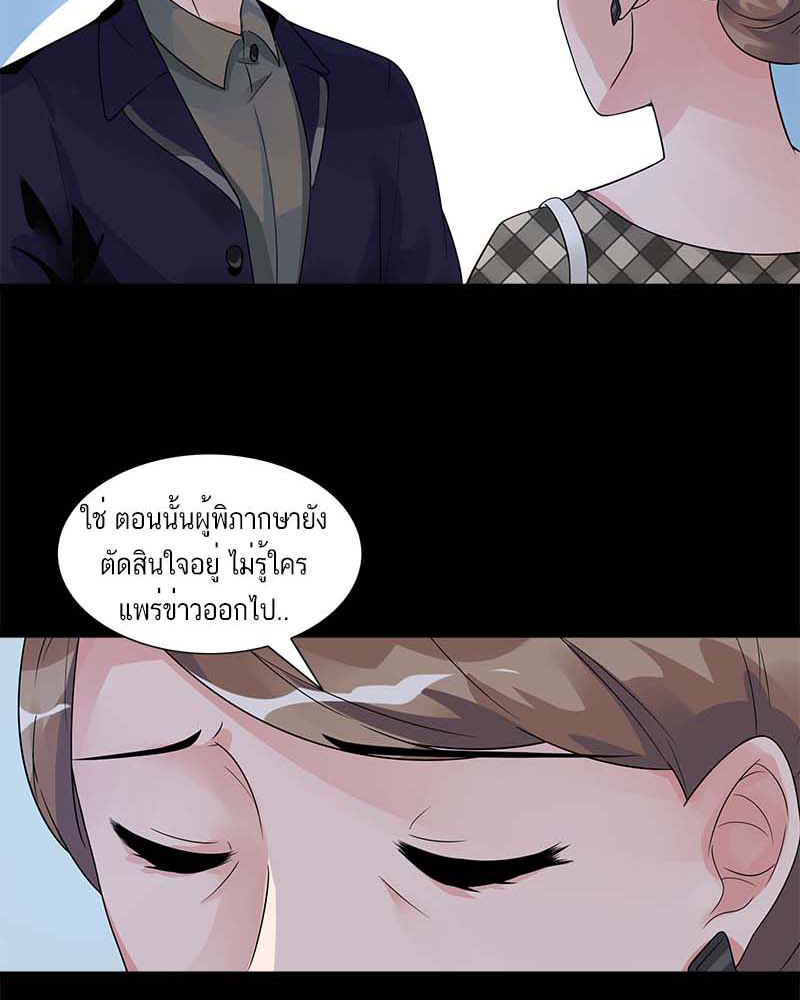 ใช่ ตอนนั้นผู้พิภากษายัง
ตัดสินใจอยู่ ไม่รู้ใคร
แพร่ข่าวออกไป..